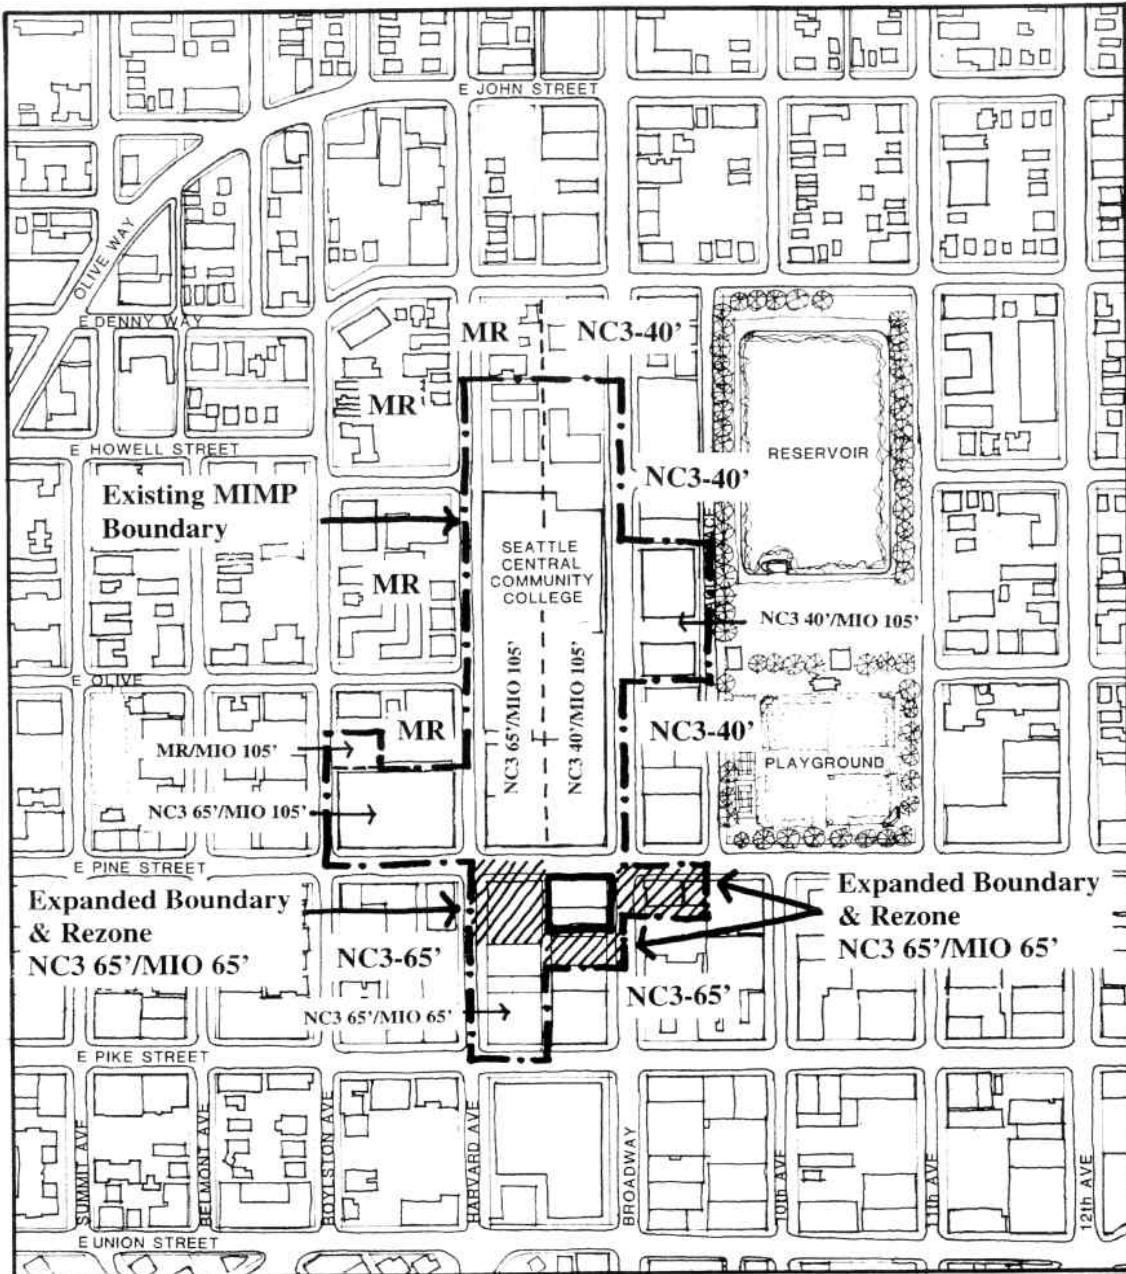 E JOHN STREET
OLIVE WAY
E DENNY WAY
MR
NC3-40'
MR
E HOWELL STREET
RESERVOIR
NC3-40'
Existing MIMP
Boundary
SEATTLE
CENTRAL
COMMUNITY
COLLEGE
MR
NC3 40'/MIO 105'
E OLIVE
NC3 65'/MIO 105'
NC3 40'/MIO 105'
MR
NC3-40'
MR/MIO 105'
PLAYGROUND
NC3 65'/MIO 105'
E PINE STREET
Expanded Boundary
& Rezone
NC3 65'/MIO 65'
Expanded Boundary
& Rezone
NC3 65'/MIO 65'
NC3-65'
NC3-65'
NC3 65'/MIO 65'
E PIKE STREET
SUMMIT AVE
BELMONT AVE
BOYLSTON AVE
HARVARD AVE
BROADWAY
10th AVE
11th AVE
12th AVE
E UNION STREET